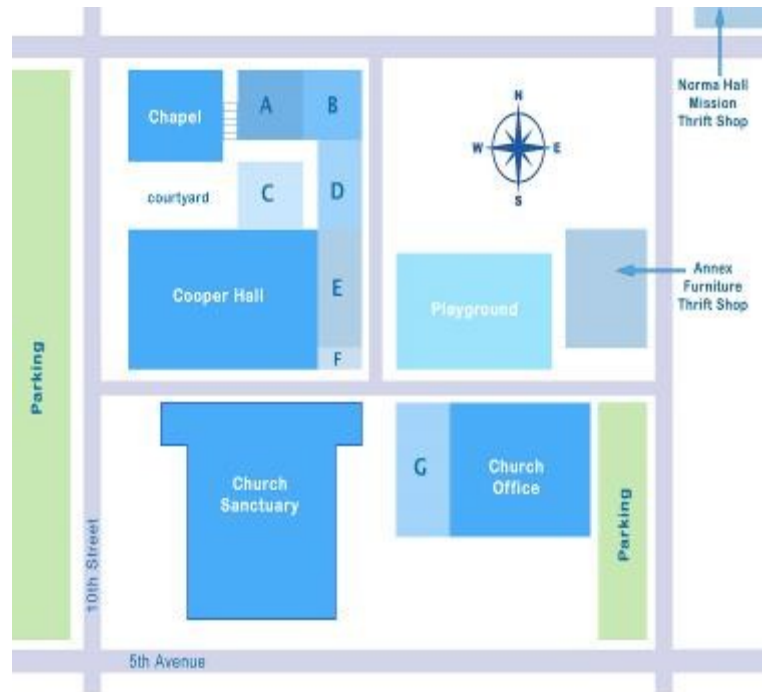 Norma Hall
Mission
Thrift Shop
Chapel
A
B
N
W
E
S
courtyard
C
D
Cooper Hall
E
Playground
Annex
Furniture
Thrift Shop
F
Parking
Church
Sanctuary
G
Church
Office
Parking
10th Street
5th Avenue